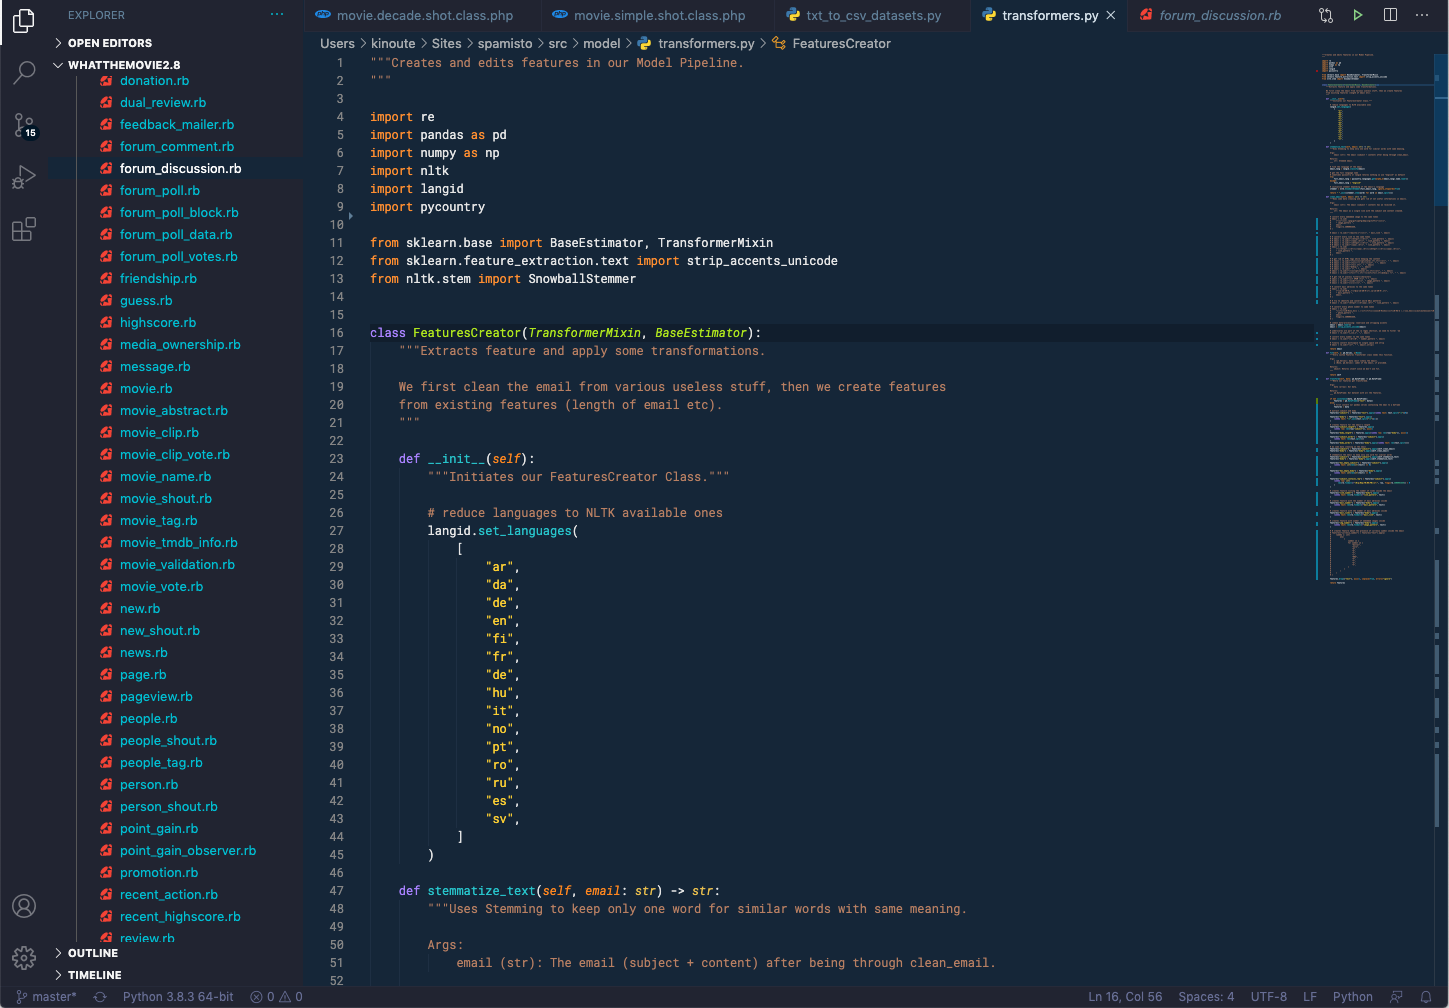 EXPLORER
OPEN EDITORS
WHATTHEMOVIE2.8
donation.rb
dual_review.rb
feedback_mailer.rb
forum_comment.rb
forum_discussion.rb
forum_poll.rb
forum_poll_block.rb
forum_poll_data.rb
forum_poll_votes.rb
friendship.rb
guess.rb
highscore.rb
media_ownership.rb
message.rb
movie.rb
movie_abstract.rb
movie_clip.rb
movie_clip_vote.rb
movie_name.rb
movie_shout.rb
movie_tag.rb
movie_tmdb_info.rb
movie_validation.rb
movie_vote.rb
new.rb
new_shout.rb
news.rb
page.rb
pageview.rb
people.rb
people_shout.rb
people_tag.rb
person.rb
person_shout.rb
point_gain.rb
point_gain_observer.rb
promotion.rb
recent_action.rb
recent_highscore.rb
review.rb
OUTLINE
TIMELINE
15
movie.decade.shot.class.php movie.simple.shot.class.php txt_to_csv_datasets.py transformers.py forum_discussion.rb
Users > kinoute > Sites > spamisto > src > model > transformers.py > FeaturesCreator
1 """Creates and edits features in our Model Pipeline.
2 """
3
4 import re
5 import pandas as pd
6 import numpy as np
7 import nltk
8 import langid
9 import pycountry
10
11 from sklearn.base import BaseEstimator, TransformerMixin
12 from sklearn.feature_extraction.text import strip_accents_unicode
13 from nltk.stem import SnowballStemmer
14
15
16 class FeaturesCreator(TransformerMixin, BaseEstimator):
17 """Extracts feature and apply some transformations.
18
19 We first clean the email from various useless stuff, then we create features
20 from existing features (length of email etc).
21 """
22
23 def __init__(self):
24 """Initiates our FeaturesCreator Class."""
25
26 # reduce languages to NLTK available ones
27 langid.set_languages(
28 [
29 "ar",
30 "da",
31 "de",
32 "en",
33 "fi",
34 "fr",
35 "de",
36 "hu",
37 "it",
38 "no",
39 "pt",
40 "ro",
41 "ru",
42 "es",
43 "sv",
44 ]
45 )
46
47 def stemmatize_text(self, email: str) -> str:
48 """Uses Stemming to keep only one word for similar words with same meaning.
49
50 Args:
51 email (str): The email (subject + content) after being through clean_email.
52
master* Python 3.8.3 64-bit 0 0 Ln 16, Col 56 Spaces: 4 UTF-8 LF Python